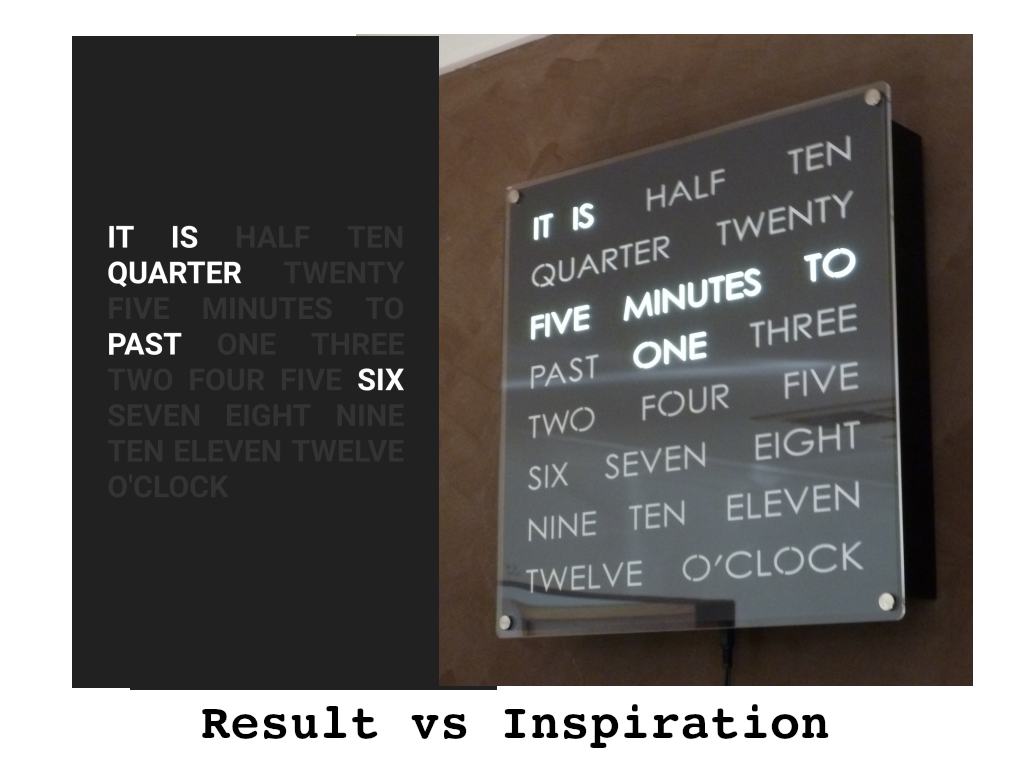 IT IS HALF TEN
QUARTER TWENTY
FIVE MINUTES TO
PAST ONE THREE
TWO FOUR FIVE SIX
SEVEN EIGHT NINE
TEN ELEVEN TWELVE
O'CLOCK
IT IS HALF TEN
QUARTER TWENTY
FIVE MINUTES TO
PAST ONE THREE
TWO FOUR FIVE
SIX SEVEN EIGHT
NINE TEN ELEVEN
TWELVE O’CLOCK
Result vs Inspiration